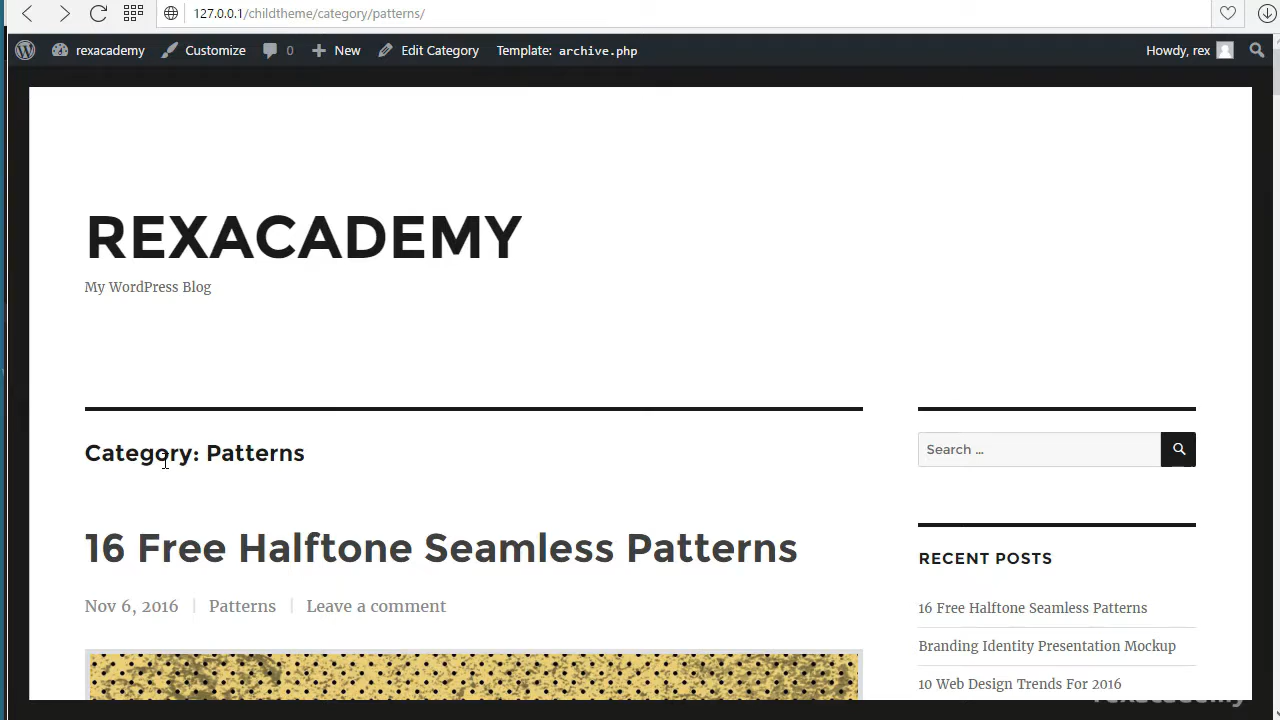 127.0.0.1/childtheme/category/patterns/
rexacademy Customize 0 New Edit Category Template: archive.php Howdy, rex
REXACADEMY
My WordPress Blog
Category: Patterns
Search ...
16 Free Halftone Seamless Patterns
Nov 6, 2016 | Patterns | Leave a comment
RECENT POSTS
16 Free Halftone Seamless Patterns
Branding Identity Presentation Mockup
10 Web Design Trends For 2016
rexacademy